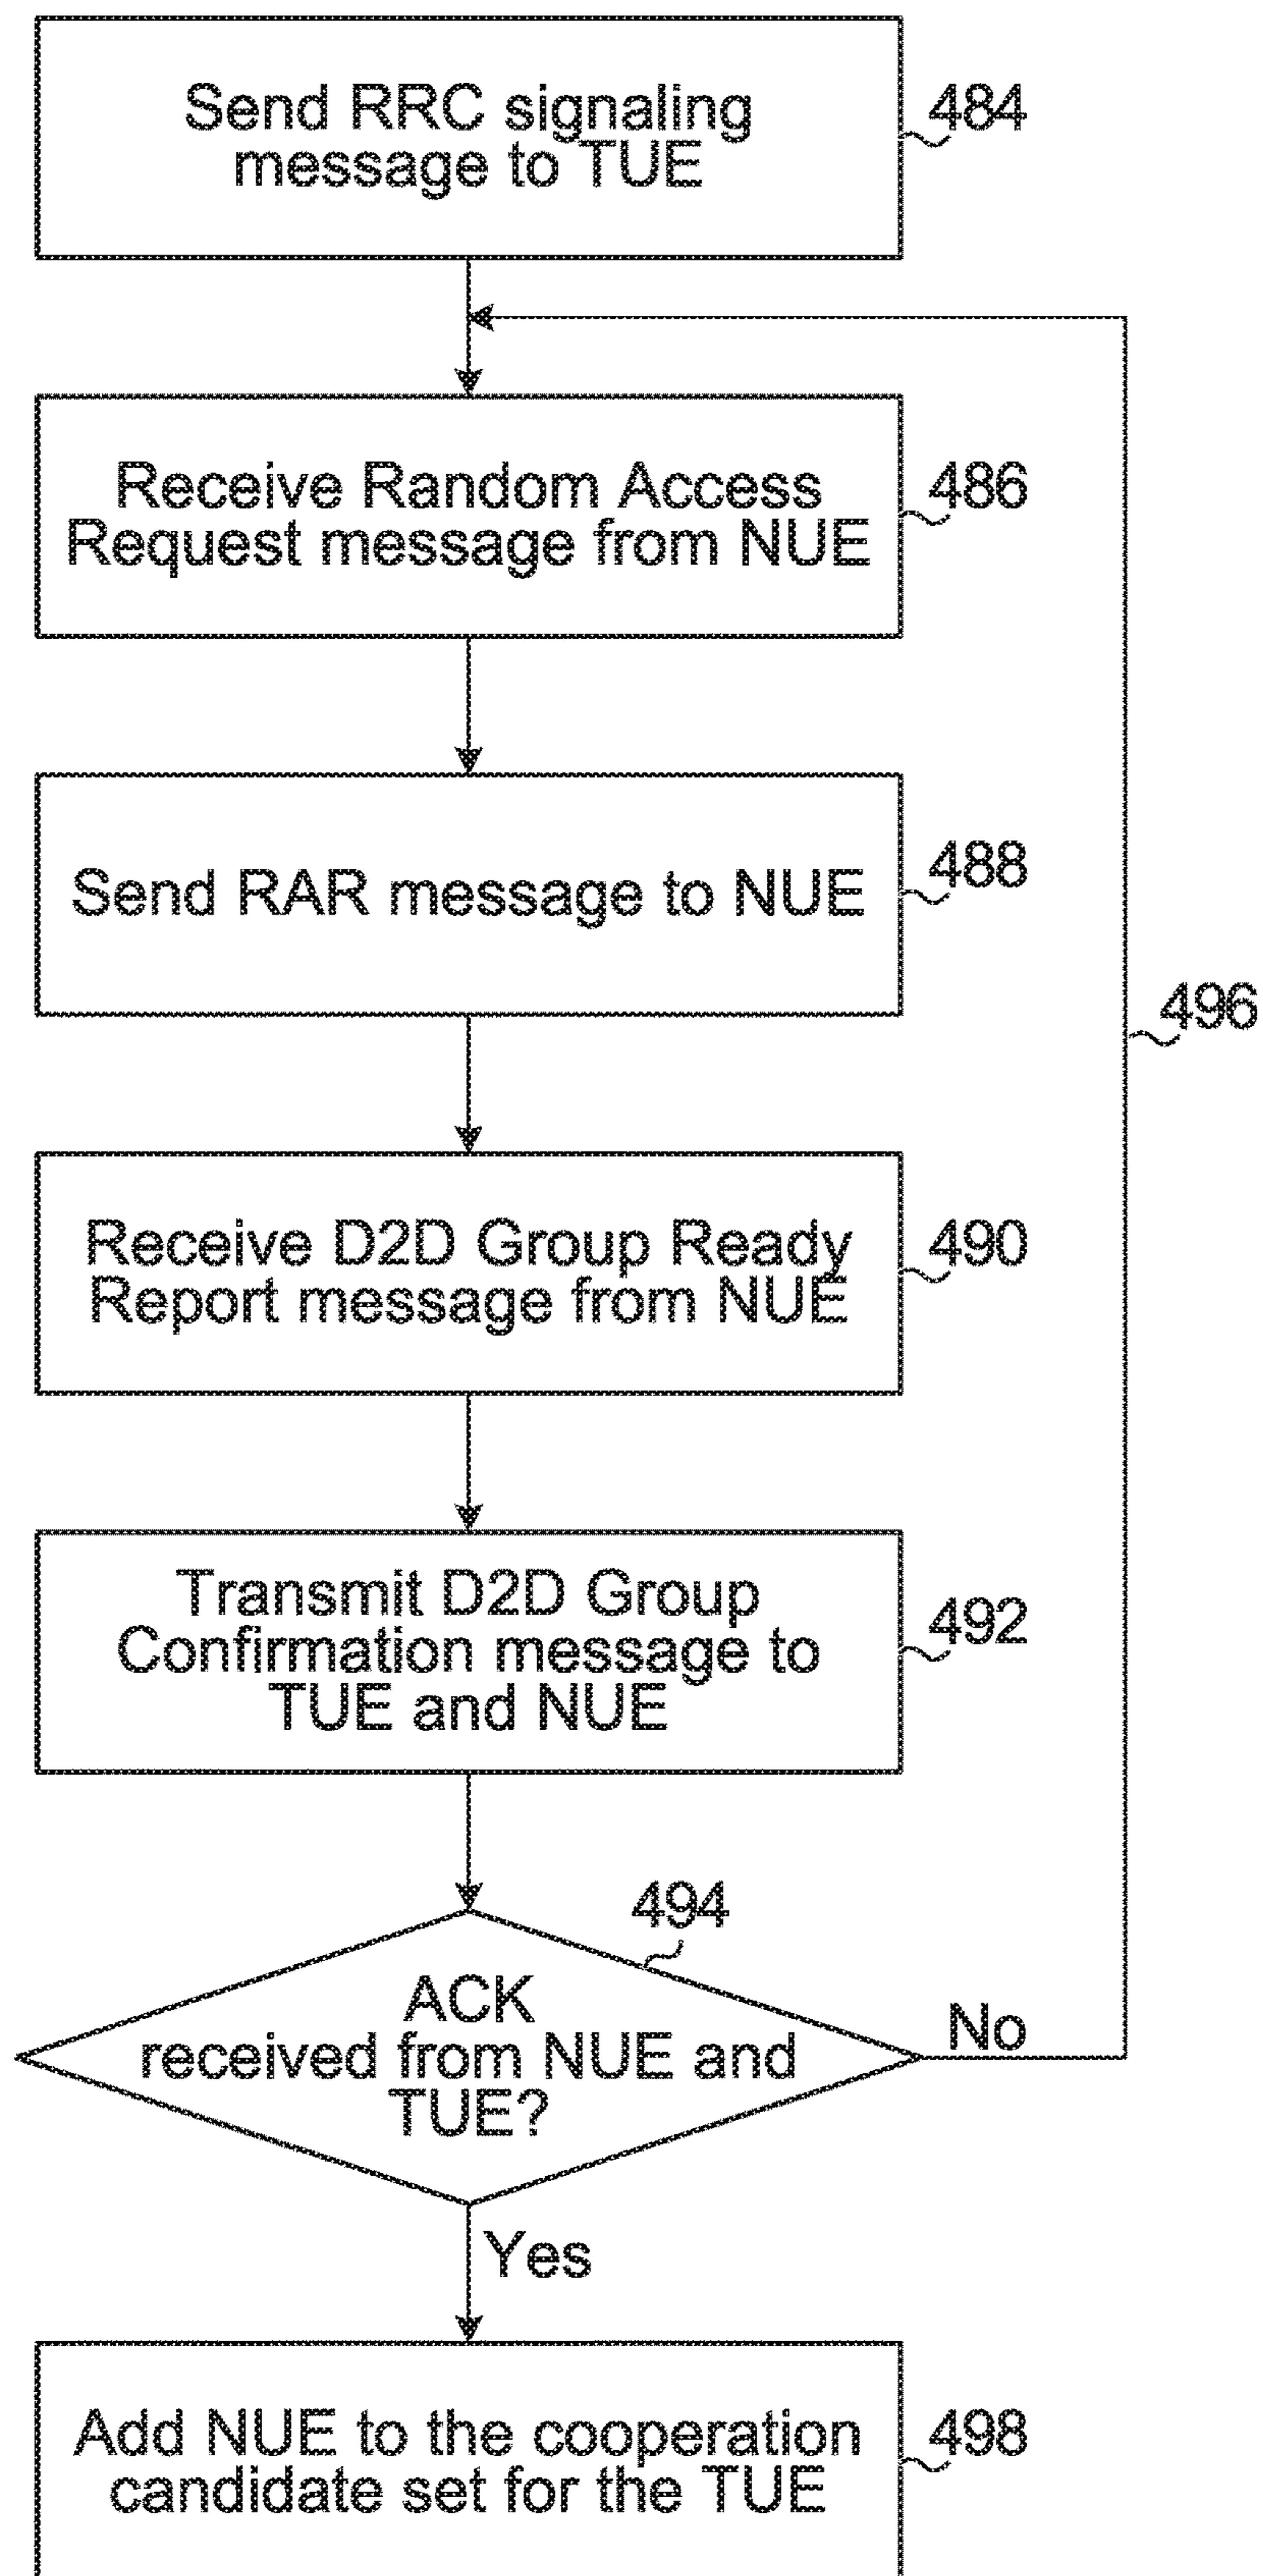 Send RRC signaling
message to TUE
484
Receive Random Access
Request message from NUE
486
Send RAR message to NUE
488
496
Receive D2D Group Ready
Report message from NUE
490
Transmit D2D Group
Confirmation message to
TUE and NUE
492
494
ACK
received from NUE and
TUE?
No
Yes
Add NUE to the cooperation
candidate set for the TUE
498